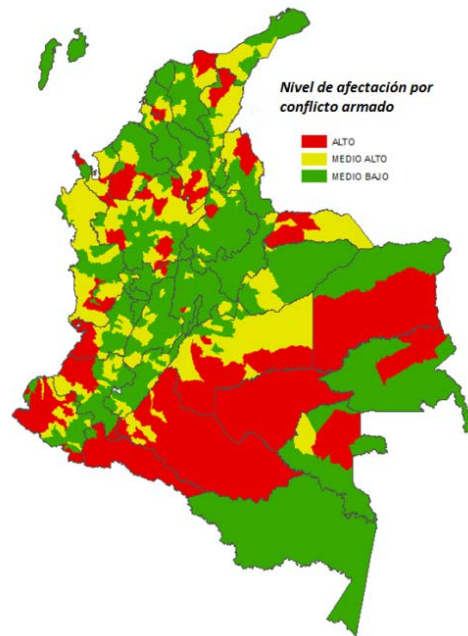 Nivel de afectación por
conflicto armado
ALTO
MEDIO ALTO
MEDIO BAJO